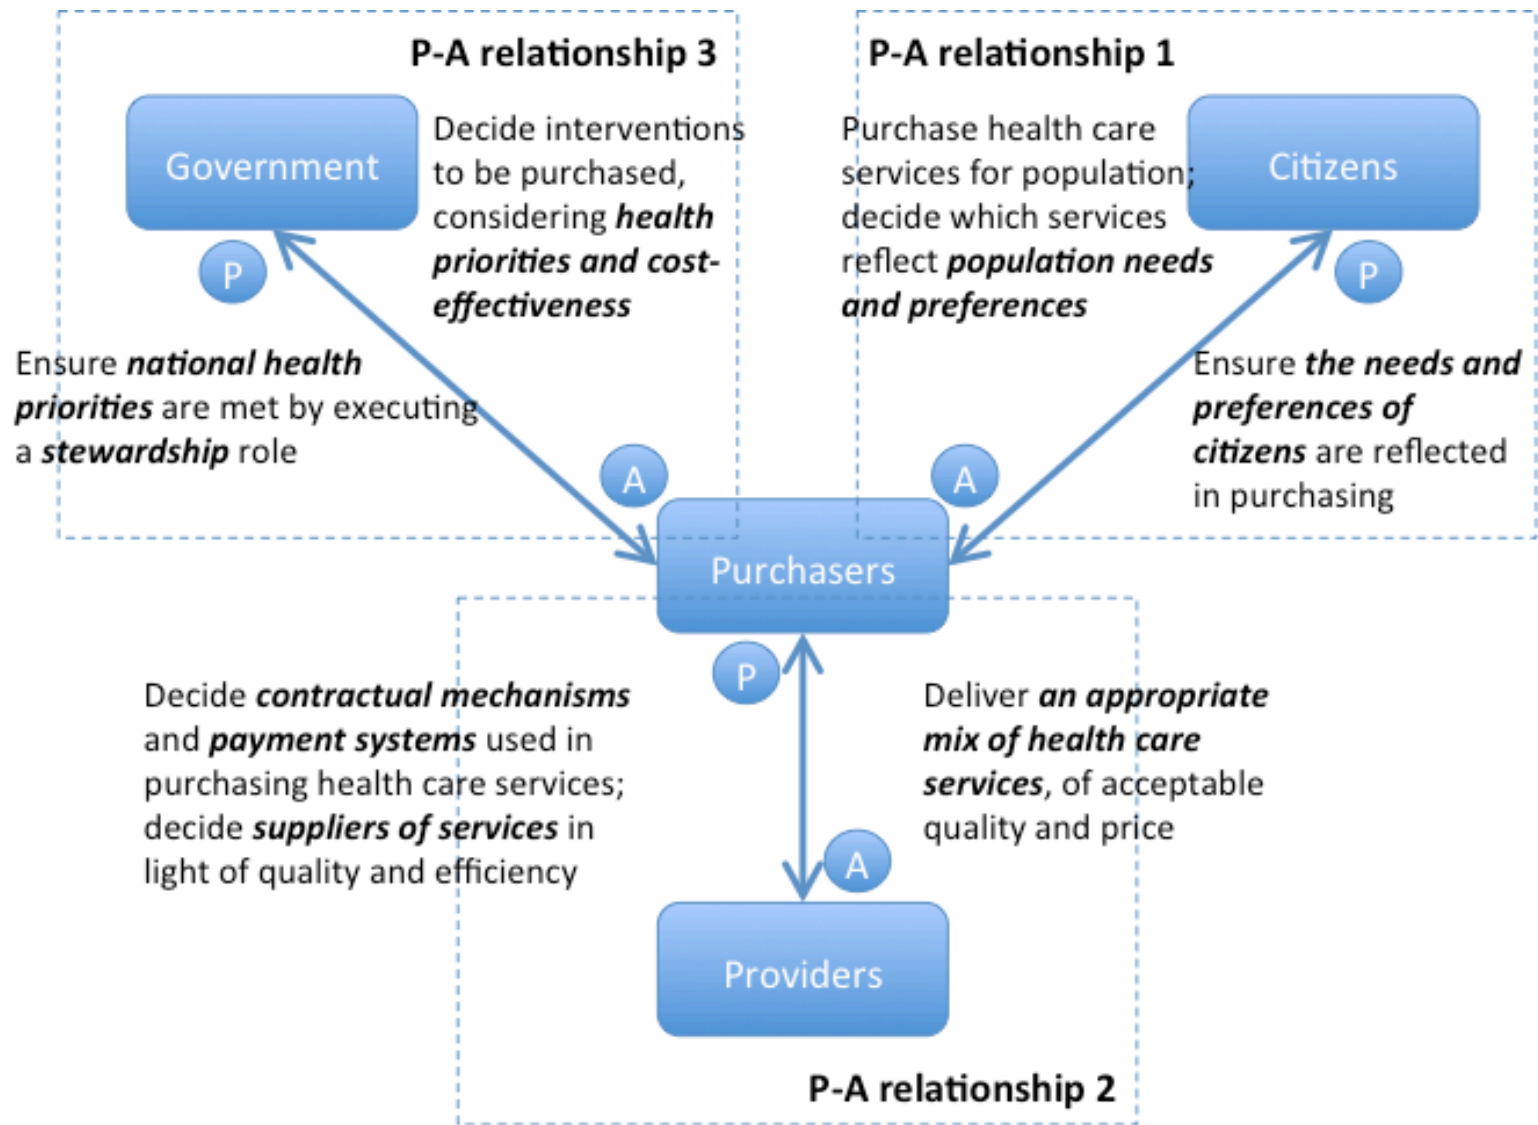 P-A relationship 3
Government
Decide interventions
to be purchased,
considering health
priorities and cost-
effectiveness
P
Ensure national health
priorities are met by executing
a stewardship role
A
P-A relationship 1
Purchase health care
services for population;
decide which services
reflect population needs
and preferences
Citizens
P
Ensure the needs and
preferences of
citizens are reflected
in purchasing
A
Purchasers
P
Decide contractual mechanisms
and payment systems used in
purchasing health care services;
decide suppliers of services in
light of quality and efficiency
Deliver an appropriate
mix of health care
services, of acceptable
quality and price
A
Providers
P-A relationship 2